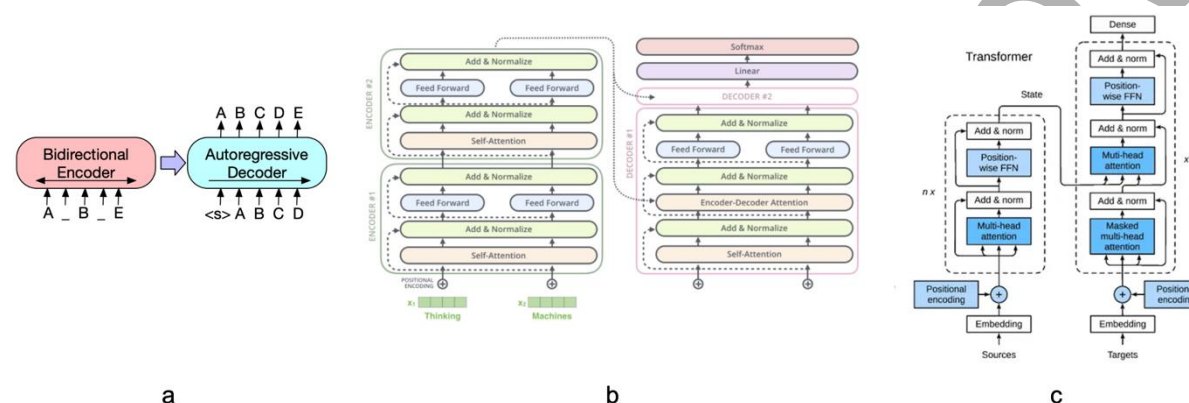 A B C D E
Bidirectional
Encoder
Autoregressive
Decoder
A _ B _ E
<s> A B C D
a
ENCODER #2
Add & Normalize
Feed Forward
Feed Forward
Add & Normalize
Self-Attention
ENCODER #1
Add & Normalize
Feed Forward
Feed Forward
Add & Normalize
Self-Attention
POSITIONAL
ENCODING
x₁
x₂
Thinking
Machines
Softmax
Linear
DECODER #2
DECODER #1
Add & Normalize
Feed Forward
Feed Forward
Add & Normalize
Encoder-Decoder Attention
Add & Normalize
Self-Attention
b
Transformer
State
n x
Add & norm
Position-
wise FFN
Add & norm
Multi-head
attention
Positional
encoding
+
Embedding
Sources
Dense
Add & norm
Position-
wise FFN
Add & norm
Muti-head
attention
x
Add & norm
Masked
multi-head
attention
+
Position
encodin
Embedding
Targets
c